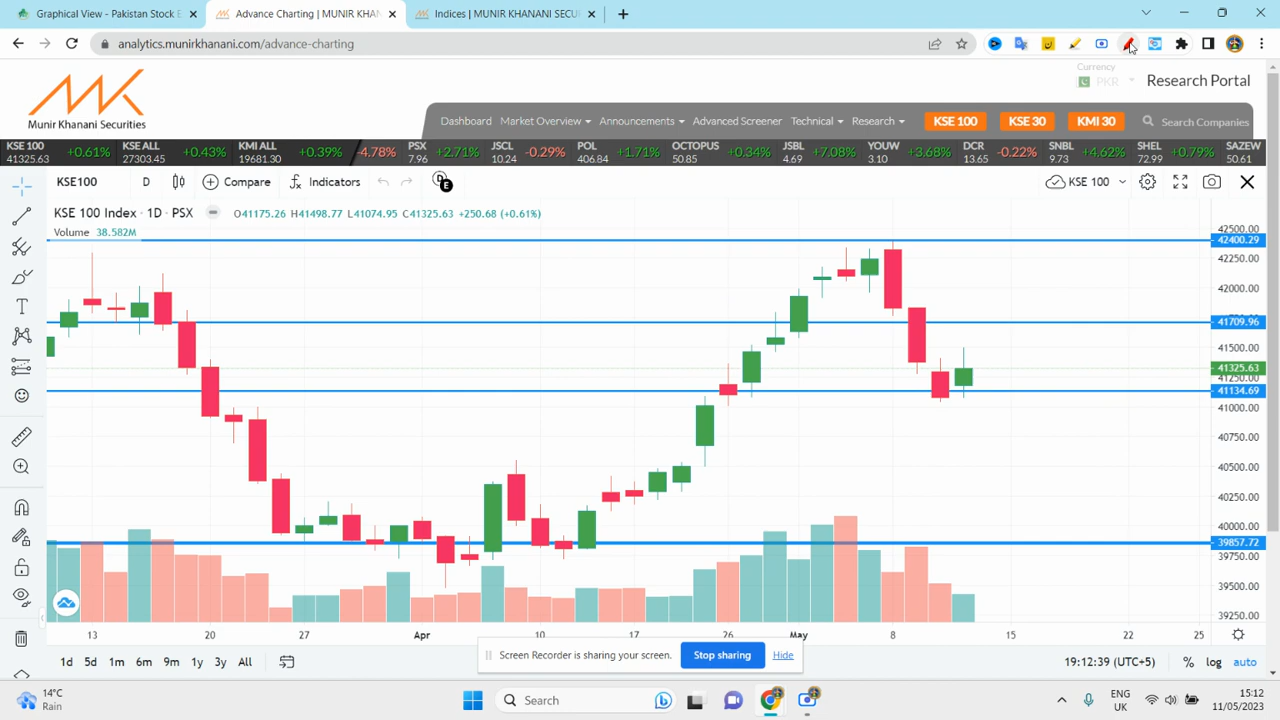 Graphical View - Pakistan Stock E
Advance Charting | MUNIR KHAN
Indices | MUNIR KHANANI SECU
analytics.munirkhanani.com/advance-charting
Currency
PKR
Research Portal
MK
Munir Khanani Securities
Dashboard Market Overview Announcements Advanced Screener Technical Research KSE 100 KSE 30 KMI 30 Search Companies
KSE 100 KSE ALL KMI ALL PSX JSCL POL OCTOPUS JSBL YOUW DCR SNBL SHEL SAZEW
41325.63 +0.61% 27303.45 +0.43% 19681.30 +0.39% -4.78% 7.96 +2.71% 10.24 -0.29% 406.84 +1.71% 50.85 +0.34% 4.69 +7.08% 3.10 +3.68% 13.65 -0.22% 9.73 +4.62% 72.99 +0.79% 50.61
KSE100 D Compare Indicators D E KSE 100
KSE 100 Index · 1D · PSX O41175.26 H41498.77 L41074.95 C41325.63 +250.68 (+0.61%)
Volume 38.582M
42500.00
42400.29
42250.00
42000.00
41709.96
41500.00
41325.63
41250.00
41134.69
41000.00
40750.00
40500.00
40250.00
40000.00
39857.72
39750.00
39500.00
39250.00
13 20 27 Apr 10 17 26 May 8 15 22 25
Screen Recorder is sharing your screen. Stop sharing Hide
1d 5d 1m 6m 9m 1y 3y All 19:12:39 (UTC+5) % log auto
14°C
Rain
Search
ENG
UK
15:12
11/05/2023